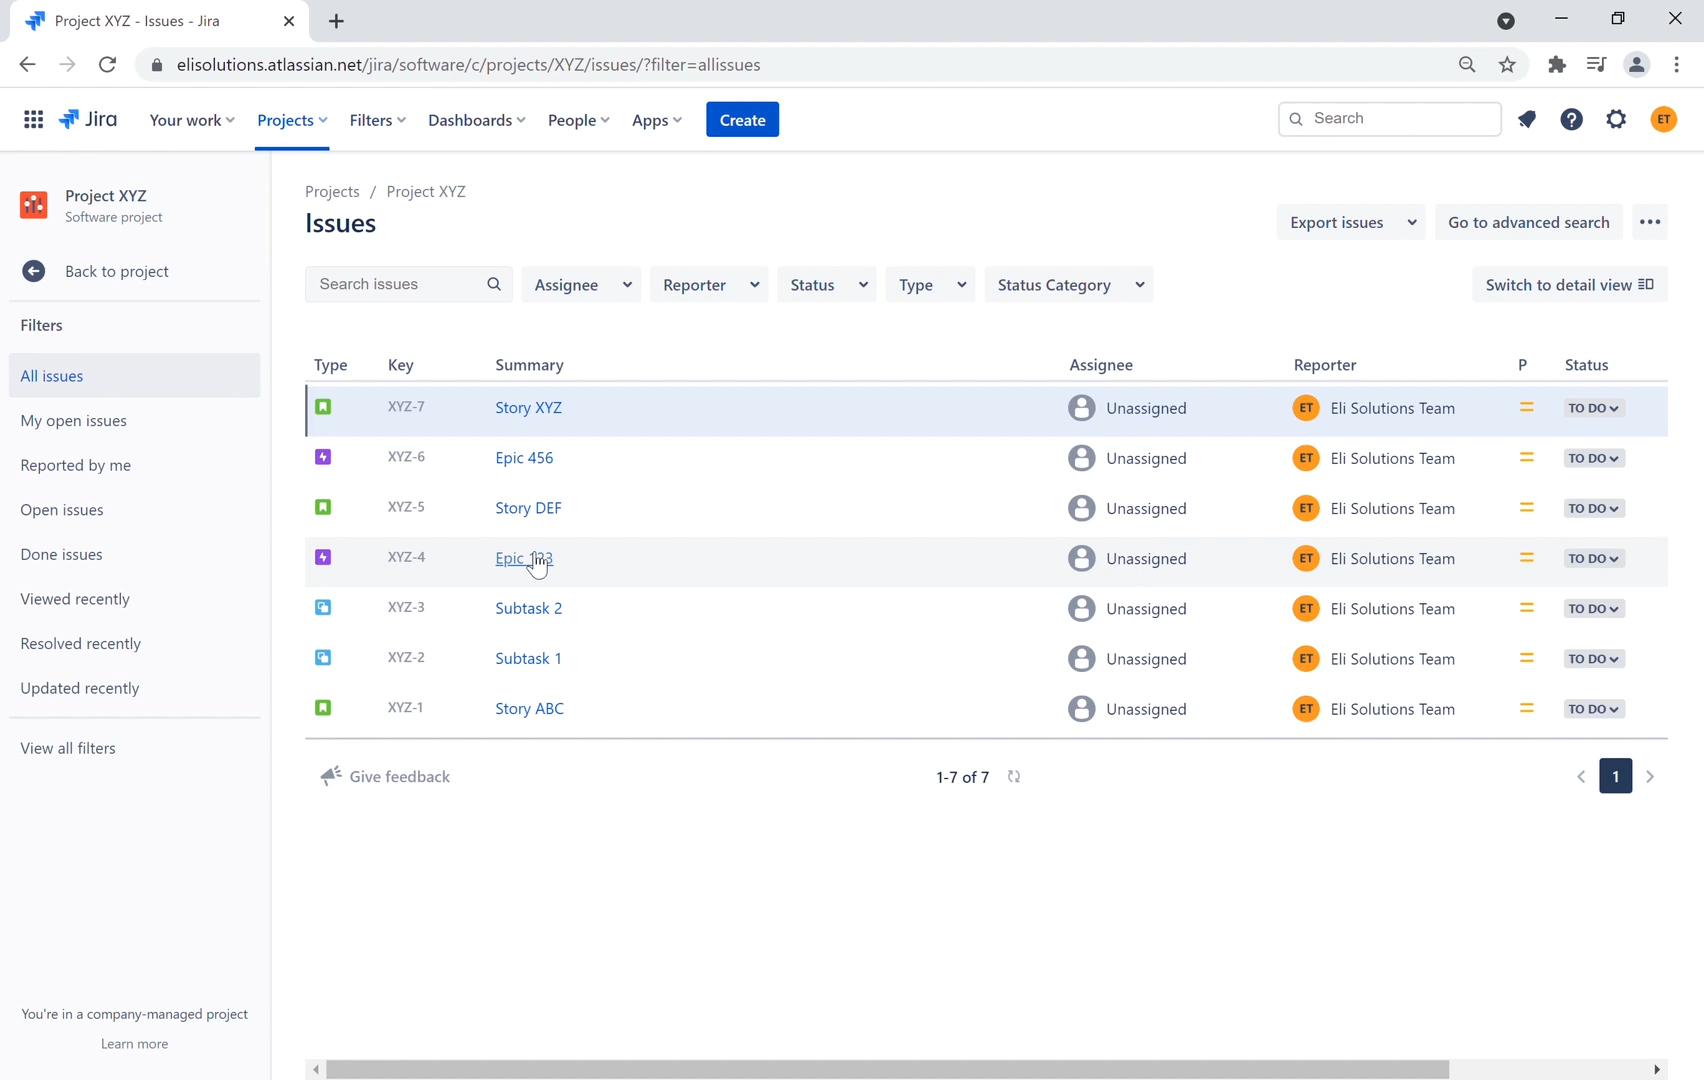 Project XYZ - Issues - Jira
elisolutions.atlassian.net/jira/software/c/projects/XYZ/issues/?filter=allissues
Jira Your work Projects Filters Dashboards People Apps Create Search ET
Project XYZ
Software project
Back to project
Filters
All issues
My open issues
Reported by me
Open issues
Done issues
Viewed recently
Resolved recently
Updated recently
View all filters
You're in a company-managed project
Learn more
Projects / Project XYZ
Issues
Export issues Go to advanced search
Search issues Assignee Reporter Status Type Status Category Switch to detail view
Type Key Summary Assignee Reporter P Status
XYZ-7 Story XYZ Unassigned ET Eli Solutions Team TO DO
XYZ-6 Epic 456 Unassigned ET Eli Solutions Team TO DO
XYZ-5 Story DEF Unassigned ET Eli Solutions Team TO DO
XYZ-4 Epic Unassigned ET Eli Solutions Team TO DO
XYZ-3 Subtask 2 Unassigned ET Eli Solutions Team TO DO
XYZ-2 Subtask 1 Unassigned ET Eli Solutions Team TO DO
XYZ-1 Story ABC Unassigned ET Eli Solutions Team TO DO
Give feedback 1-7 of 7 1